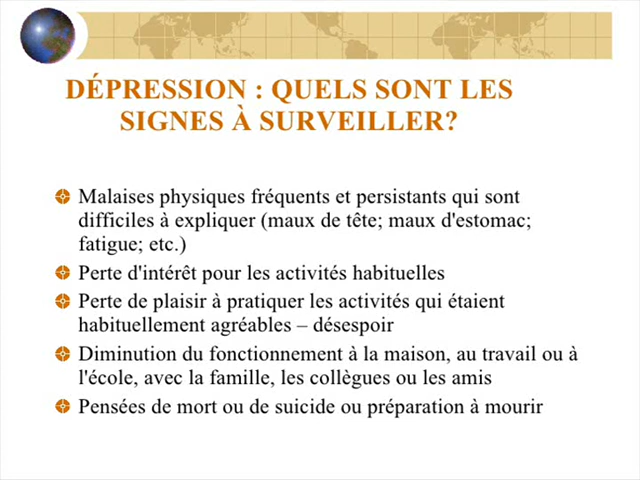 DÉPRESSION : QUELS SONT LES
SIGNES À SURVEILLER?
Malaises physiques fréquents et persistants qui sont
difficiles à expliquer (maux de tête; maux d'estomac;
fatigue; etc.)
Perte d'intérêt pour les activités habituelles
Perte de plaisir à pratiquer les activités qui étaient
habituellement agréables – désespoir
Diminution du fonctionnement à la maison, au travail ou à
l'école, avec la famille, les collègues ou les amis
Pensées de mort ou de suicide ou préparation à mourir